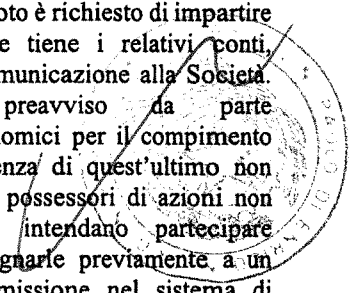 oto è richiesto di impartire
e tiene i relativi conti,
municazione alla Società.
preavviso da parte
nomici per il compimento
enza di quest'ultimo non
possessori di azioni non
intendano partecipare
gnarle previamente a un
missione nel sistema di